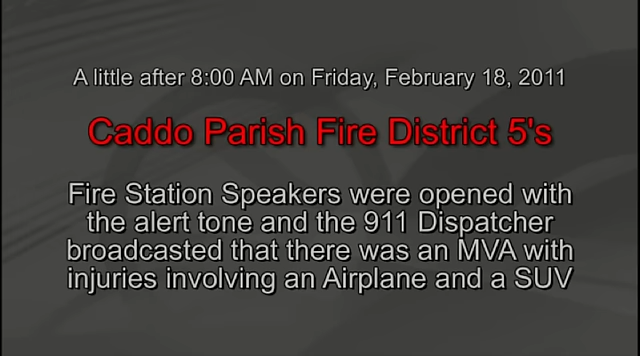 A little after 8:00 AM on Friday, February 18, 2011
Caddo Parish Fire District 5's
Fire Station Speakers were opened with
the alert tone and the 911 Dispatcher
broadcasted that there was an MVA with
injuries involving an Airplane and a SUV